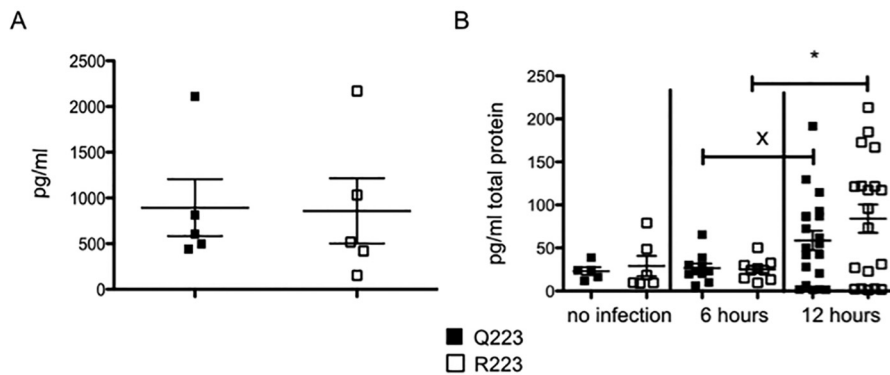 A
pg/ml
2500
2000
1500
1000
500
0
B
pg/ml total protein
250
200
150
100
50
0
*
X
no infection
6 hours
12 hours
Q223
R223